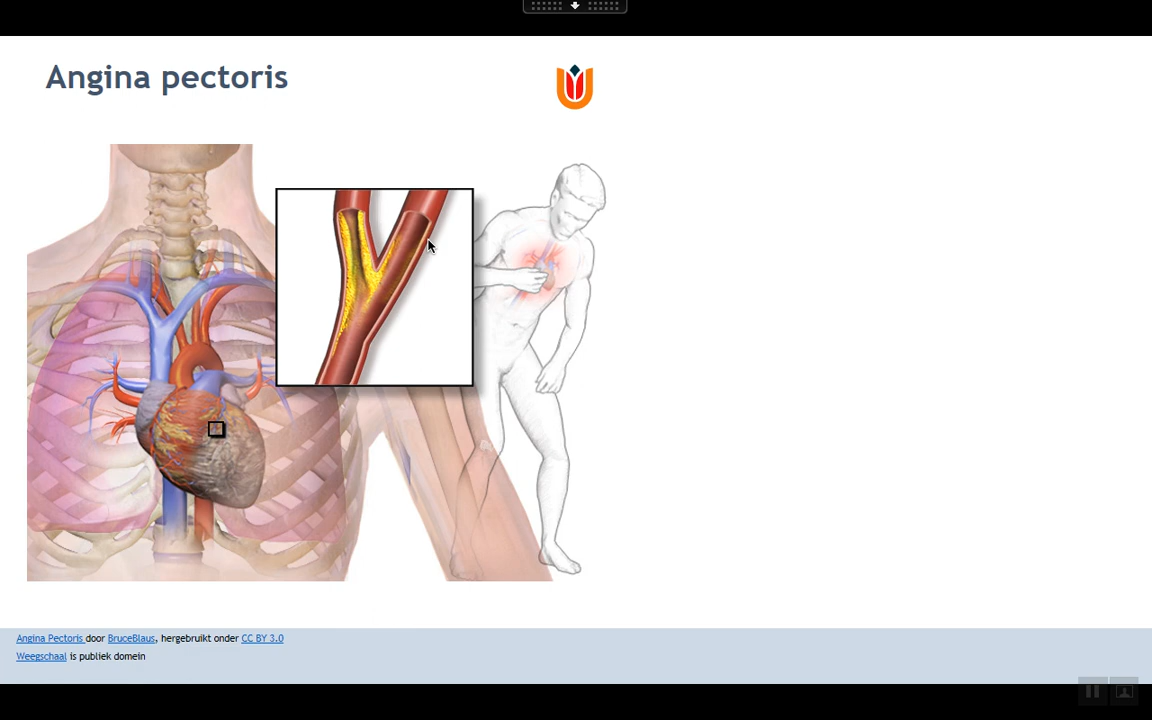 Angina pectoris
Angina Pectoris door BruceBlaus, hergebruikt onder CC BY 3.0
Weegschaal is publiek domein